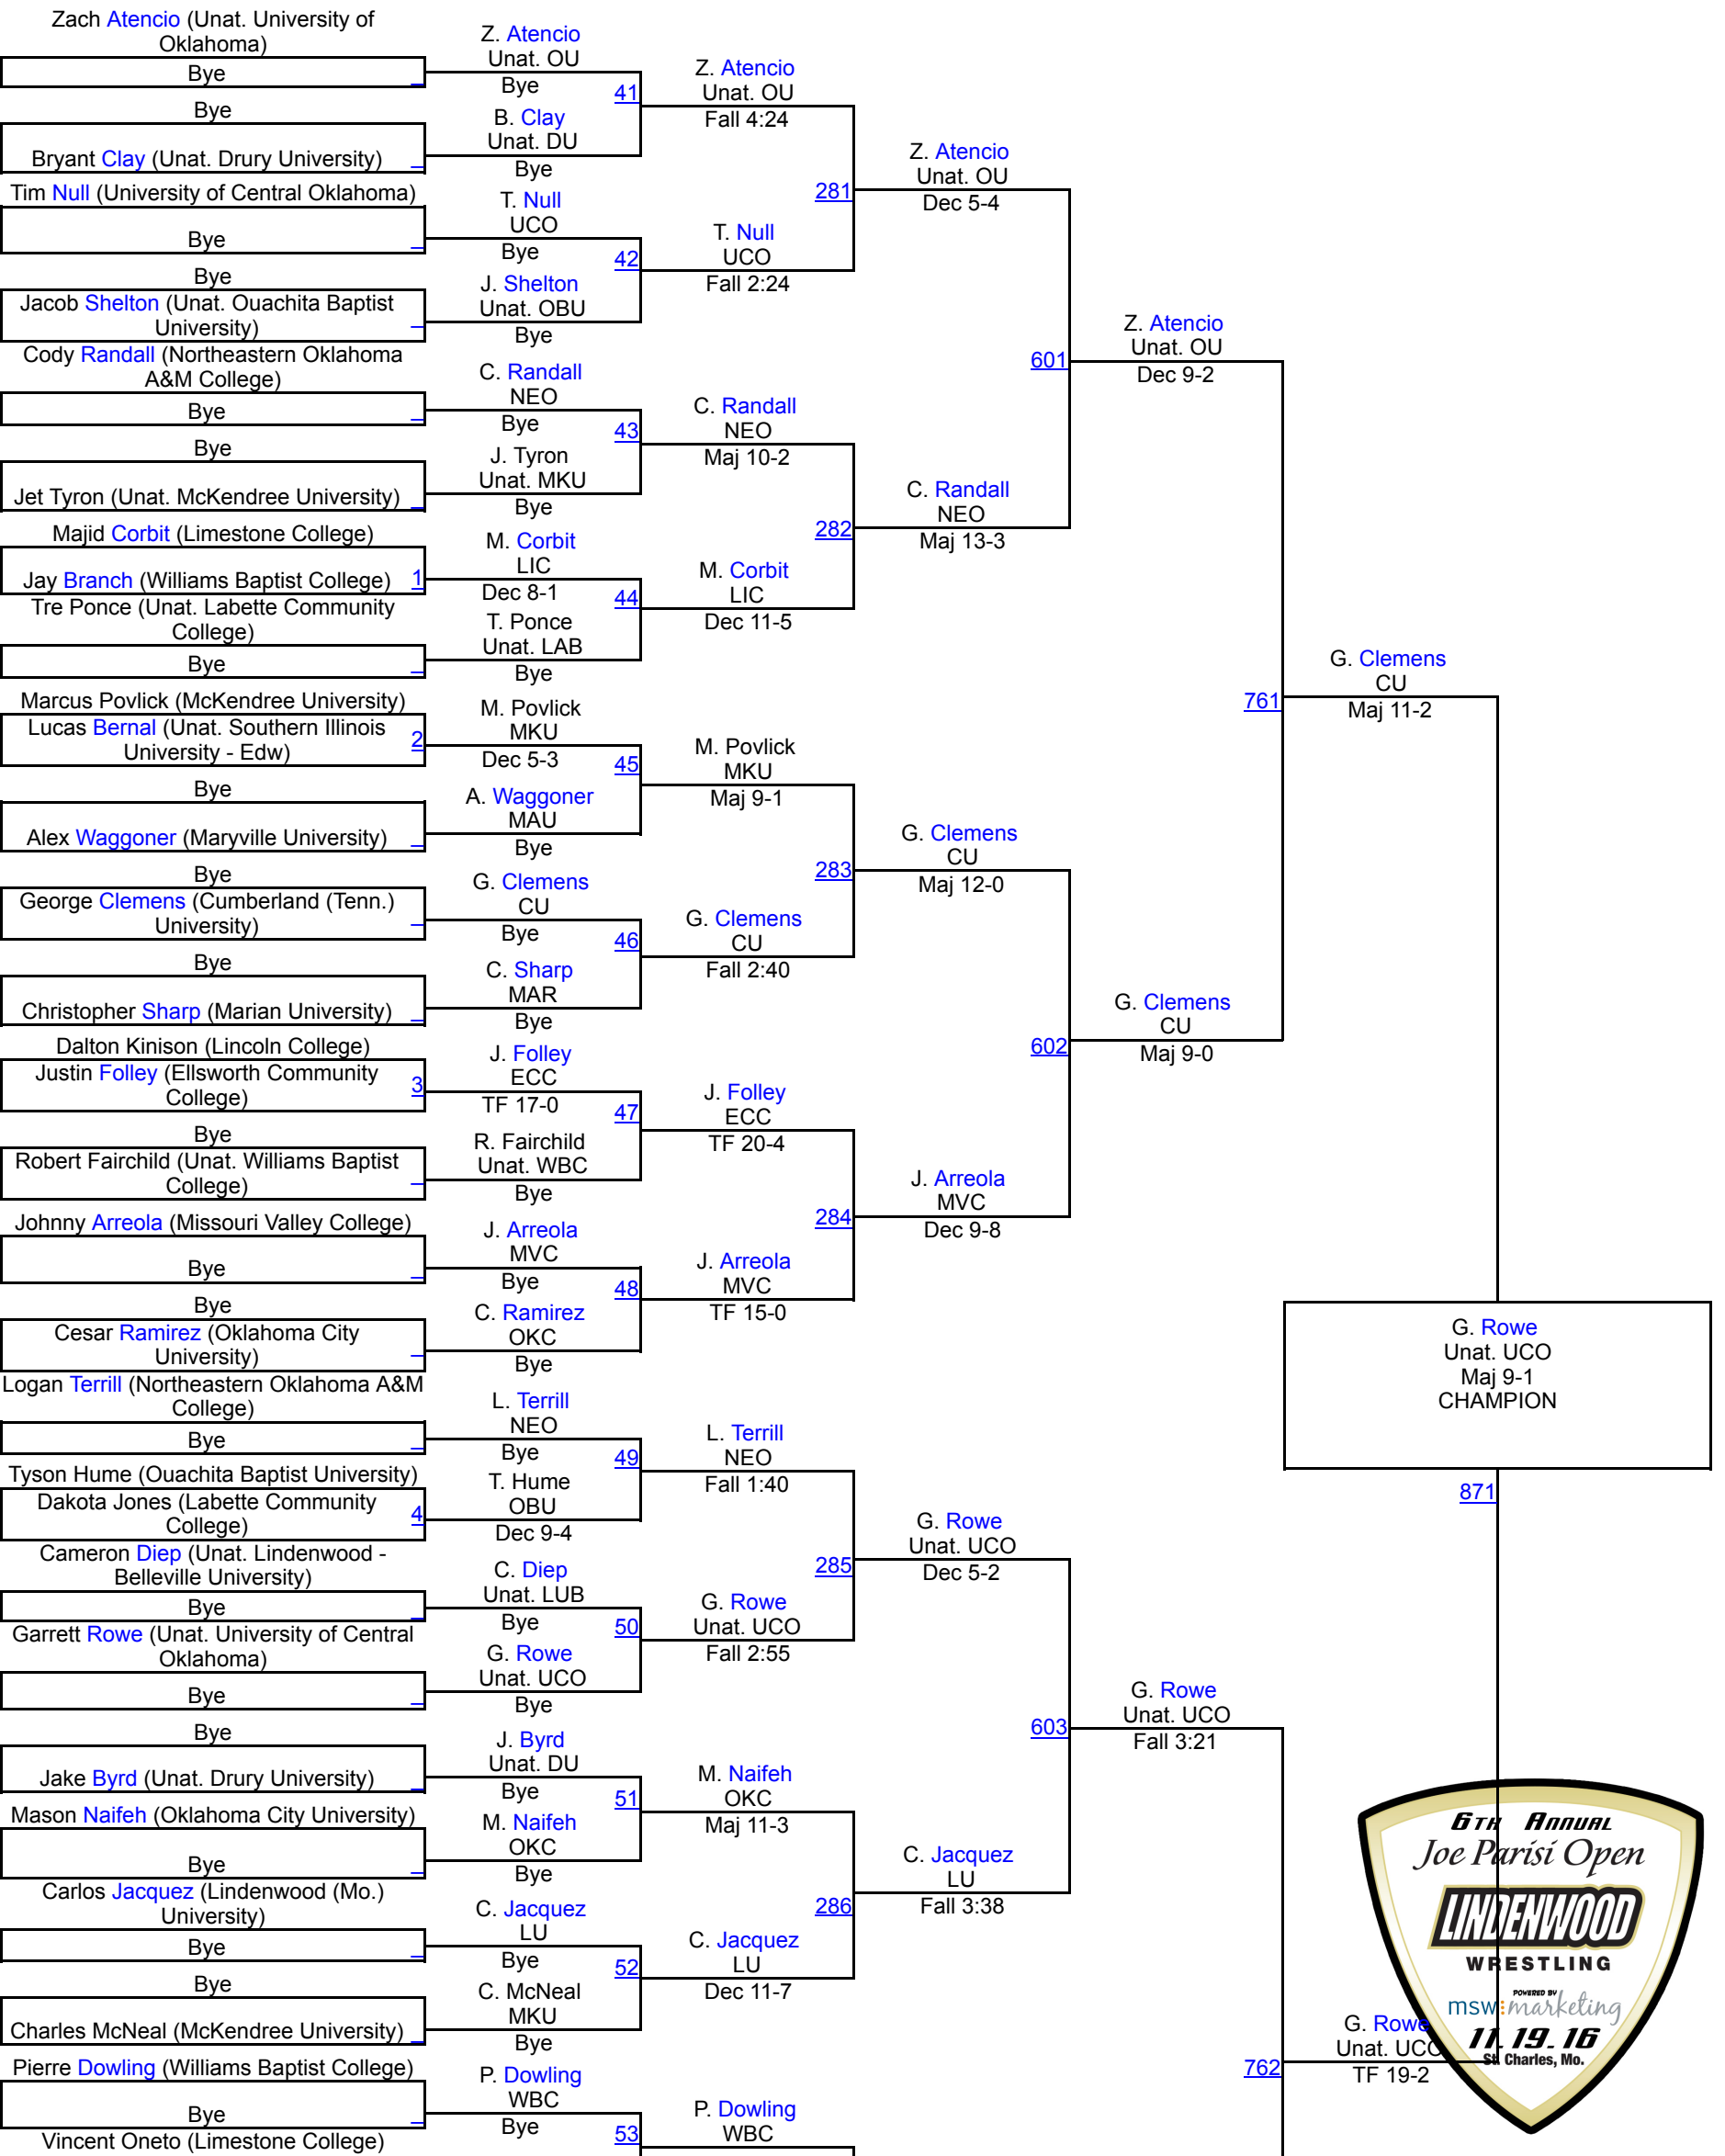 Zach Atencio (Unat. University of
Oklahoma)
Bye
Bye
Bryant Clay (Unat. Drury University)
Tim Null (University of Central Oklahoma)
Bye
Bye
Jacob Shelton (Unat. Ouachita Baptist
University)
Cody Randall (Northeastern Oklahoma
A&M College)
Bye
Bye
Jet Tyron (Unat. McKendree University)
Majid Corbit (Limestone College)
Jay Branch (Williams Baptist College) 1
Tre Ponce (Unat. Labette Community
College)
Bye
Marcus Povlick (McKendree University)
Lucas Bernal (Unat. Southern Illinois
University - Edw) 2
Bye
Alex Waggoner (Maryville University)
Bye
George Clemens (Cumberland (Tenn.)
University)
Bye
Christopher Sharp (Marian University)
Dalton Kinison (Lincoln College)
Justin Folley (Ellsworth Community
College) 3
Bye
Robert Fairchild (Unat. Williams Baptist
College)
Johnny Arreola (Missouri Valley College)
Bye
Bye
Cesar Ramirez (Oklahoma City
University)
Logan Terrill (Northeastern Oklahoma A&M
College)
Bye
Tyson Hume (Ouachita Baptist University)
Dakota Jones (Labette Community
College) 4
Cameron Diep (Unat. Lindenwood -
Belleville University)
Bye
Garrett Rowe (Unat. University of Central
Oklahoma)
Bye
Bye
Jake Byrd (Unat. Drury University)
Mason Naifeh (Oklahoma City University)
Bye
Carlos Jacquez (Lindenwood (Mo.)
University)
Bye
Bye
Charles McNeal (McKendree University)
Pierre Dowling (Williams Baptist College)
Bye
Vincent Oneto (Limestone College)
Z. Atencio
Unat. OU
Bye
41
B. Clay
Unat. DU
Bye
T. Null
UCO
Bye
42
J. Shelton
Unat. OBU
Bye
C. Randall
NEO
Bye
43
J. Tyron
Unat. MKU
Bye
M. Corbit
LIC
Dec 8-1
44
T. Ponce
Unat. LAB
Bye
M. Povlick
MKU
Dec 5-3
45
A. Waggoner
MAU
Bye
G. Clemens
CU
Bye
46
C. Sharp
MAR
Bye
J. Folley
ECC
TF 17-0
47
R. Fairchild
Unat. WBC
Bye
J. Arreola
MVC
Bye
48
C. Ramirez
OKC
Bye
L. Terrill
NEO
Bye
49
T. Hume
OBU
Dec 9-4
C. Diep
Unat. LUB
Bye
50
G. Rowe
Unat. UCO
Bye
J. Byrd
Unat. DU
Bye
51
M. Naifeh
OKC
Bye
C. Jacquez
LU
Bye
52
C. McNeal
MKU
Bye
P. Dowling
WBC
Bye
53
Z. Atencio
Unat. OU
Fall 4:24
281
T. Null
UCO
Fall 2:24
C. Randall
NEO
Maj 10-2
282
M. Corbit
LIC
Dec 11-5
M. Povlick
MKU
Maj 9-1
283
G. Clemens
CU
Fall 2:40
J. Folley
ECC
TF 20-4
284
J. Arreola
MVC
TF 15-0
L. Terrill
NEO
Fall 1:40
285
G. Rowe
Unat. UCO
Fall 2:55
M. Naifeh
OKC
Maj 11-3
286
C. Jacquez
LU
Dec 11-7
P. Dowling
WBC
Z. Atencio
Unat. OU
Dec 5-4
601
C. Randall
NEO
Maj 13-3
G. Clemens
CU
Maj 12-0
602
J. Arreola
MVC
Dec 9-8
G. Rowe
Unat. UCO
Dec 5-2
603
C. Jacquez
LU
Fall 3:38
Z. Atencio
Unat. OU
Dec 9-2
761
G. Clemens
CU
Maj 9-0
G. Rowe
Unat. UCO
Fall 3:21
762
G. Clemens
CU
Maj 11-2
G. Rowe
Unat. UCO
Maj 9-1
CHAMPION
871
G. Rowe
Unat. UCO
TF 19-2
6TH ANNUAL
Joe Parisi Open
LINDENWOOD
WRESTLING
POWERED BY
msw:marketing
11.19.16
St. Charles, Mo.